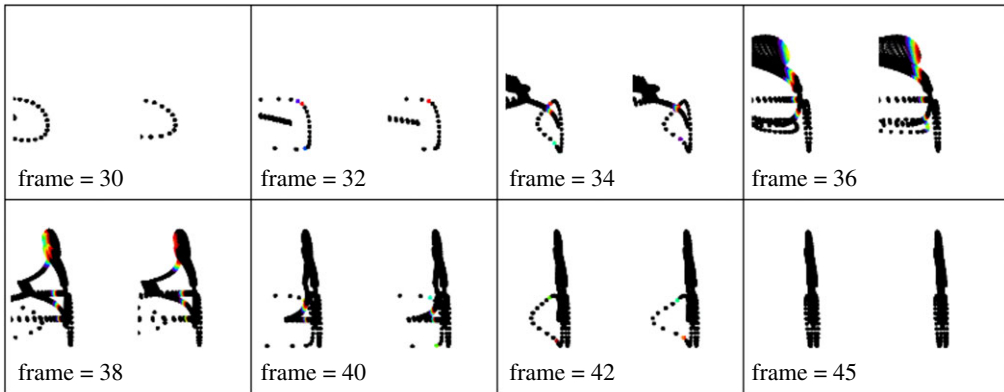 frame = 30
frame = 32
frame = 34
frame = 36
frame = 38
frame = 40
frame = 42
frame = 45